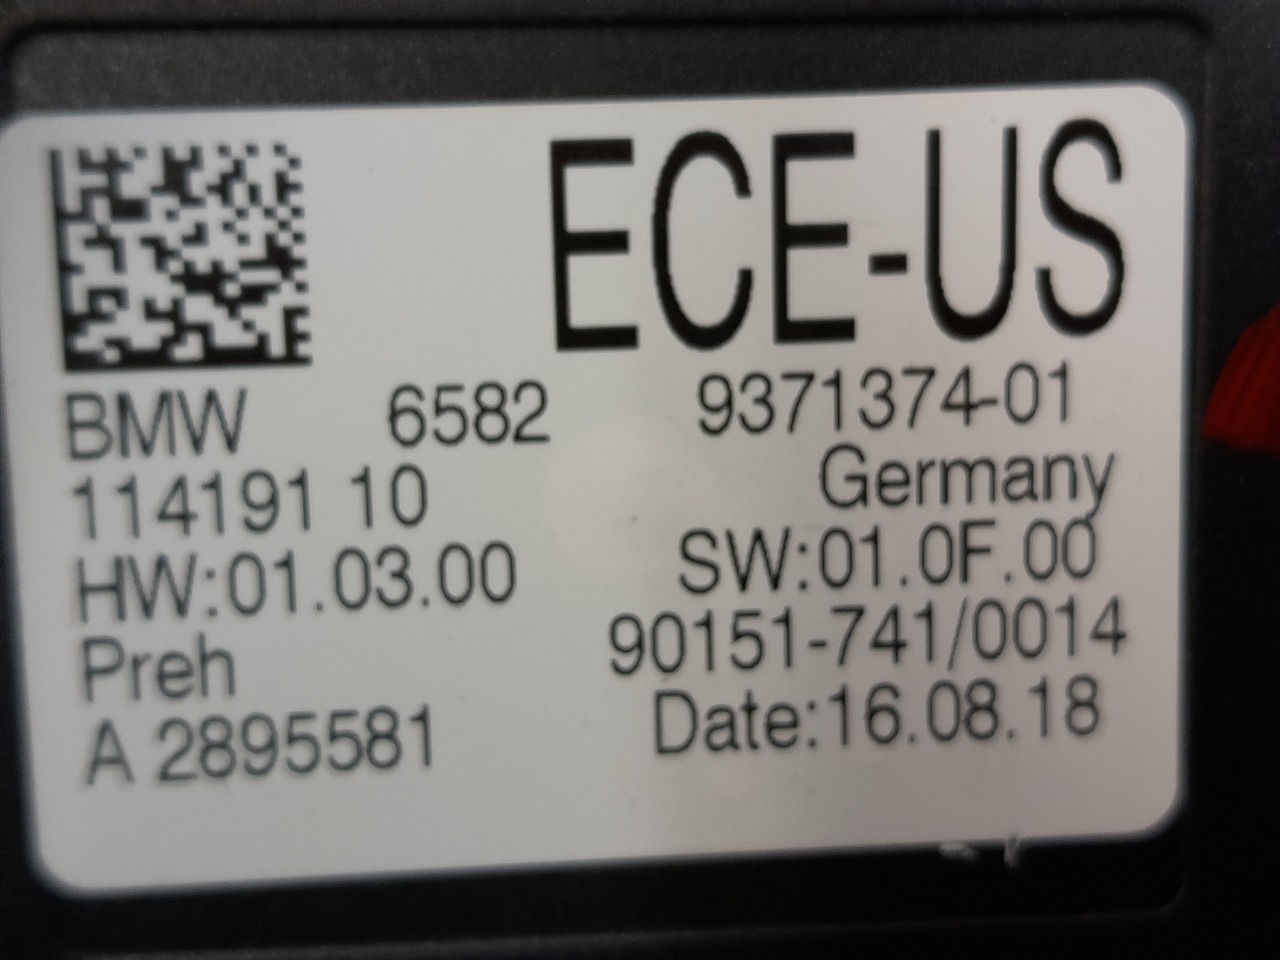 ECE-US
BMW 6582 9371374-01
114191 10 Germany
HW:01.03.00 SW:01.0F.00
Preh 90151-741/0014
A 2895581 Date:16.08.18